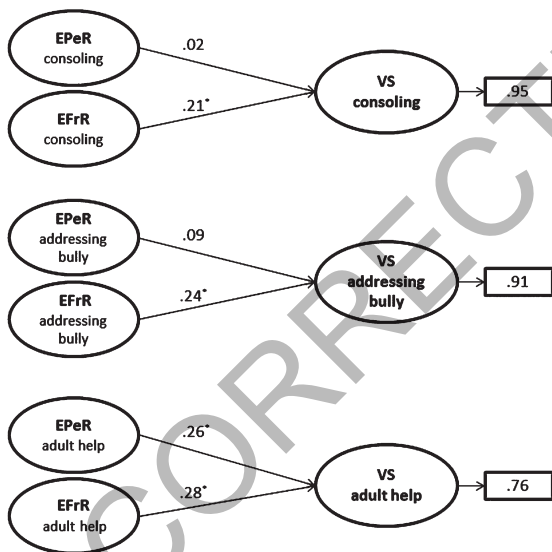 EPeR
consoling
.02
EFrR
consoling
.21*
VS
consoling
.95
EPeR
addressing
bully
.09
EFrR
addressing
bully
.24*
VS
addressing
bully
.91
EPeR
adult help
.26*
EFrR
adult help
.28*
VS
adult help
.76
CORRECT